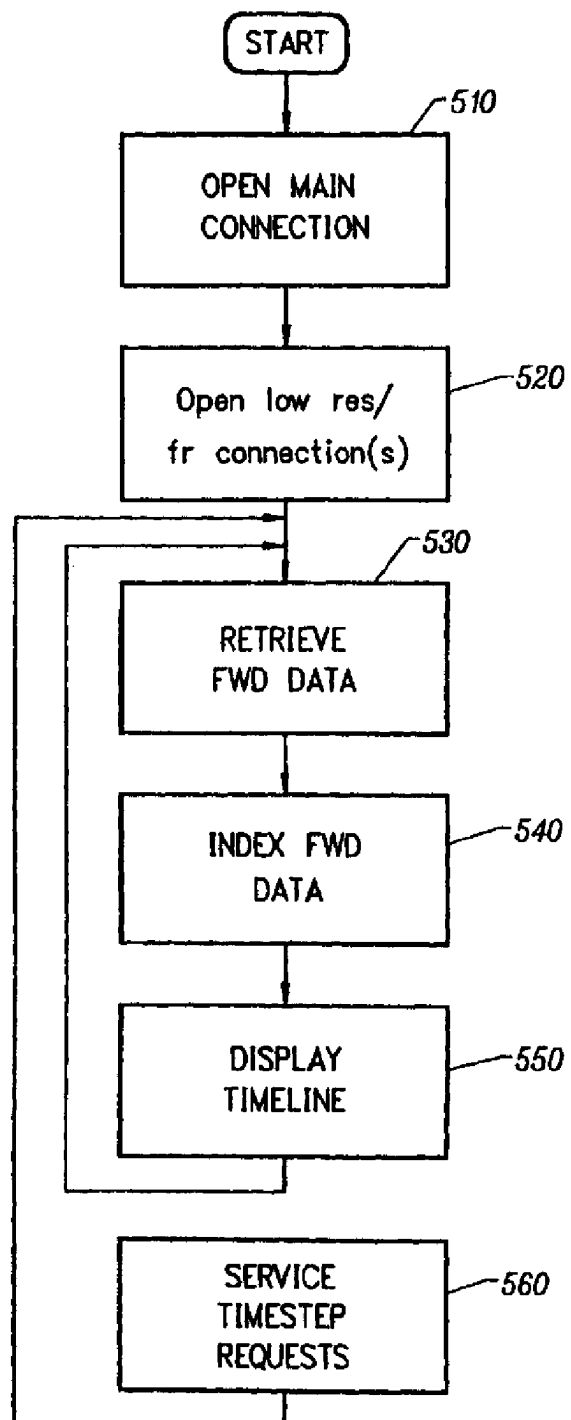 START
510
OPEN MAIN
CONNECTION
520
Open low res/
fr connection(s)
530
RETRIEVE
FWD DATA
540
INDEX FWD
DATA
550
DISPLAY
TIMELINE
560
SERVICE
TIMESTEP
REQUESTS